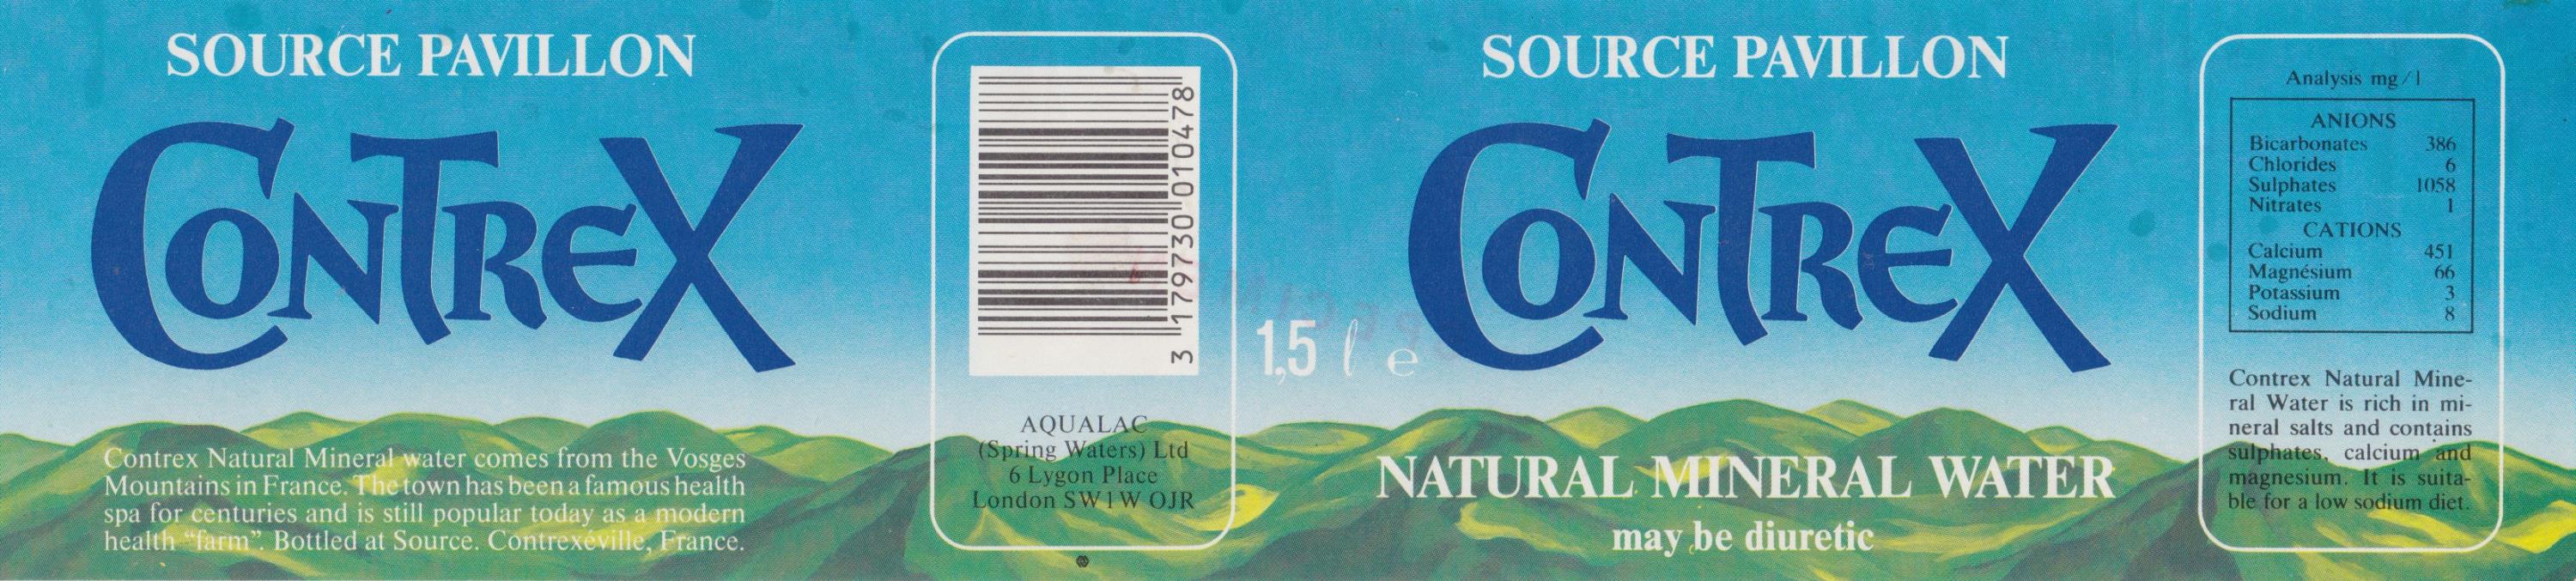 SOURCE PAVILLON
CONTREX
Contrex Natural Mineral water comes from the Vosges
Mountains in France. The town has been a famous health
spa for centuries and is still popular today as a modern
health “farm”. Bottled at Source. Contrexéville, France.
3 179730 010478
AQUALAC
(Spring Waters) Ltd
6 Lygon Place
London SW1W OJR
1,5 l e
SOURCE PAVILLON
CONTREX
NATURAL MINERAL WATER
may be diuretic
Analysis mg/l
ANIONS
Bicarbonates 386
Chlorides 6
Sulphates 1058
Nitrates 1
CATIONS
Calcium 451
Magnésium 66
Potassium 3
Sodium 8
Contrex Natural Mine-
ral Water is rich in mi-
neral salts and contains
sulphates, calcium and
magnesium. It is suita-
ble for a low sodium diet.